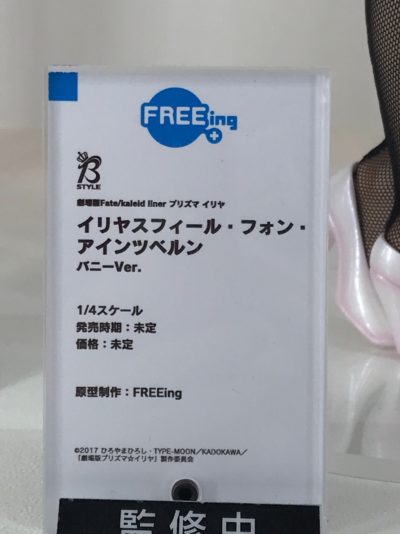 FREEing
B
STYLE
劇場版Fate/kaleid liner プリズマ イリヤ
イリヤスフィール・フォン・
アインツベルン
バニーVer.
1/4スケール
発売時期：未定
価格：未定
原型制作：FREEing
©2017 ひろやまひろし・TYPE-MOON／KADOKAWA／
「劇場版プリズマ☆イリヤ」製作委員会
監修中